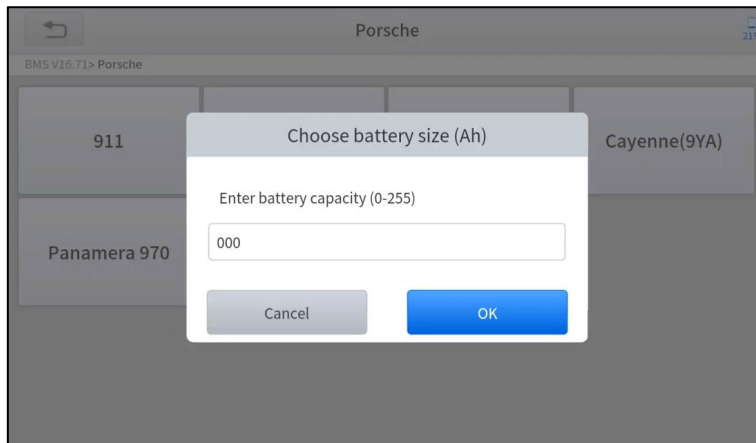 Porsche
21%
BMS V16.71> Porsche
911
Cayenne(9YA)
Panamera 970
Choose battery size (Ah)
Enter battery capacity (0-255)
000
Cancel
OK